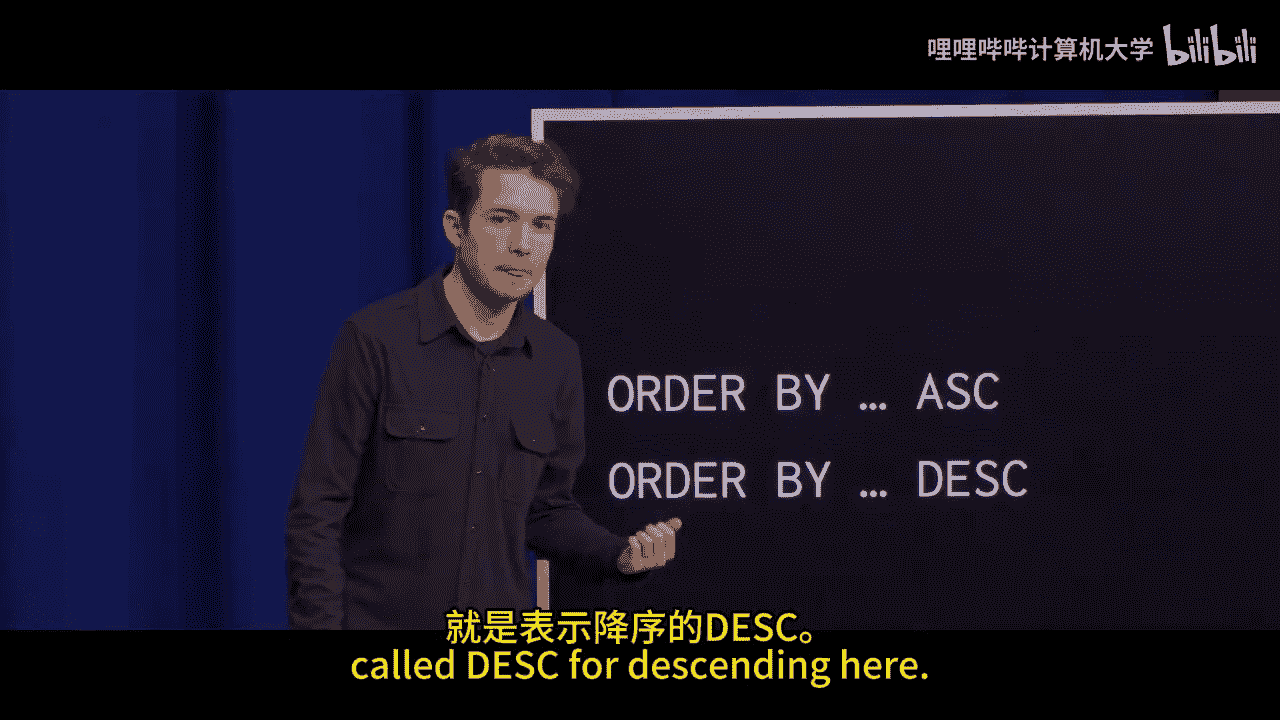 哩哩哔哔计算机大学 bilibili
ORDER BY … ASC
ORDER BY … DESC
就是表示降序的DESC。
called DESC for descending here.